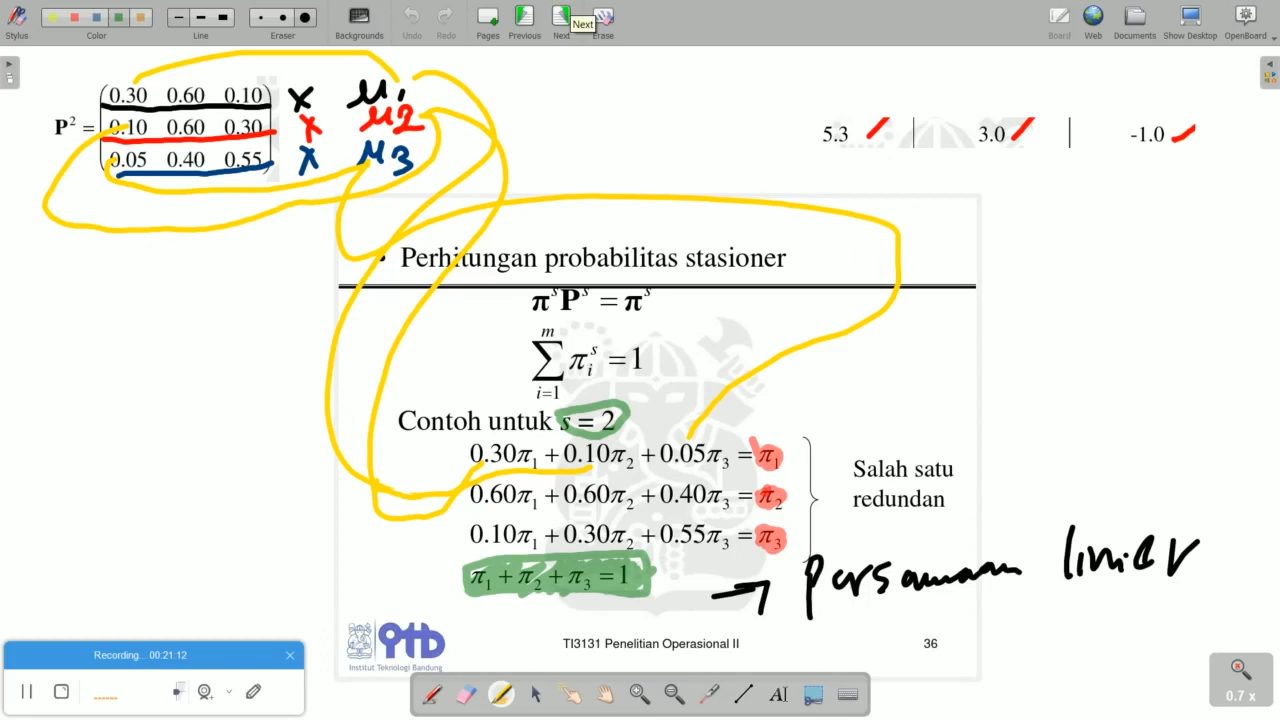 Stylus
Color
Line
Eraser
Backgrounds
Undo
Redo
Pages
Previous
Next
Erase
Next
Board
Web
Documents
Show Desktop
OpenBoard
P² =
0.30 0.60 0.10 x μ1
0.10 0.60 0.30 x μ2
0.05 0.40 0.55 x μ3
5.3 | 3.0 | -1.0
• Perhitungan probabilitas stasioner
πˢPˢ = πˢ
m
∑ πᵢˢ = 1
i=1
Contoh untuk s = 2
0.30π₁ + 0.10π₂ + 0.05π₃ = π₁
0.60π₁ + 0.60π₂ + 0.40π₃ = π₂
0.10π₁ + 0.30π₂ + 0.55π₃ = π₃
π₁ + π₂ + π₃ = 1
Salah satu
redundan
→ Persamaan linier
Institut Teknologi Bandung
TI3131 Penelitian Operasional II
36
Recording... 00:21:12
0.7 x